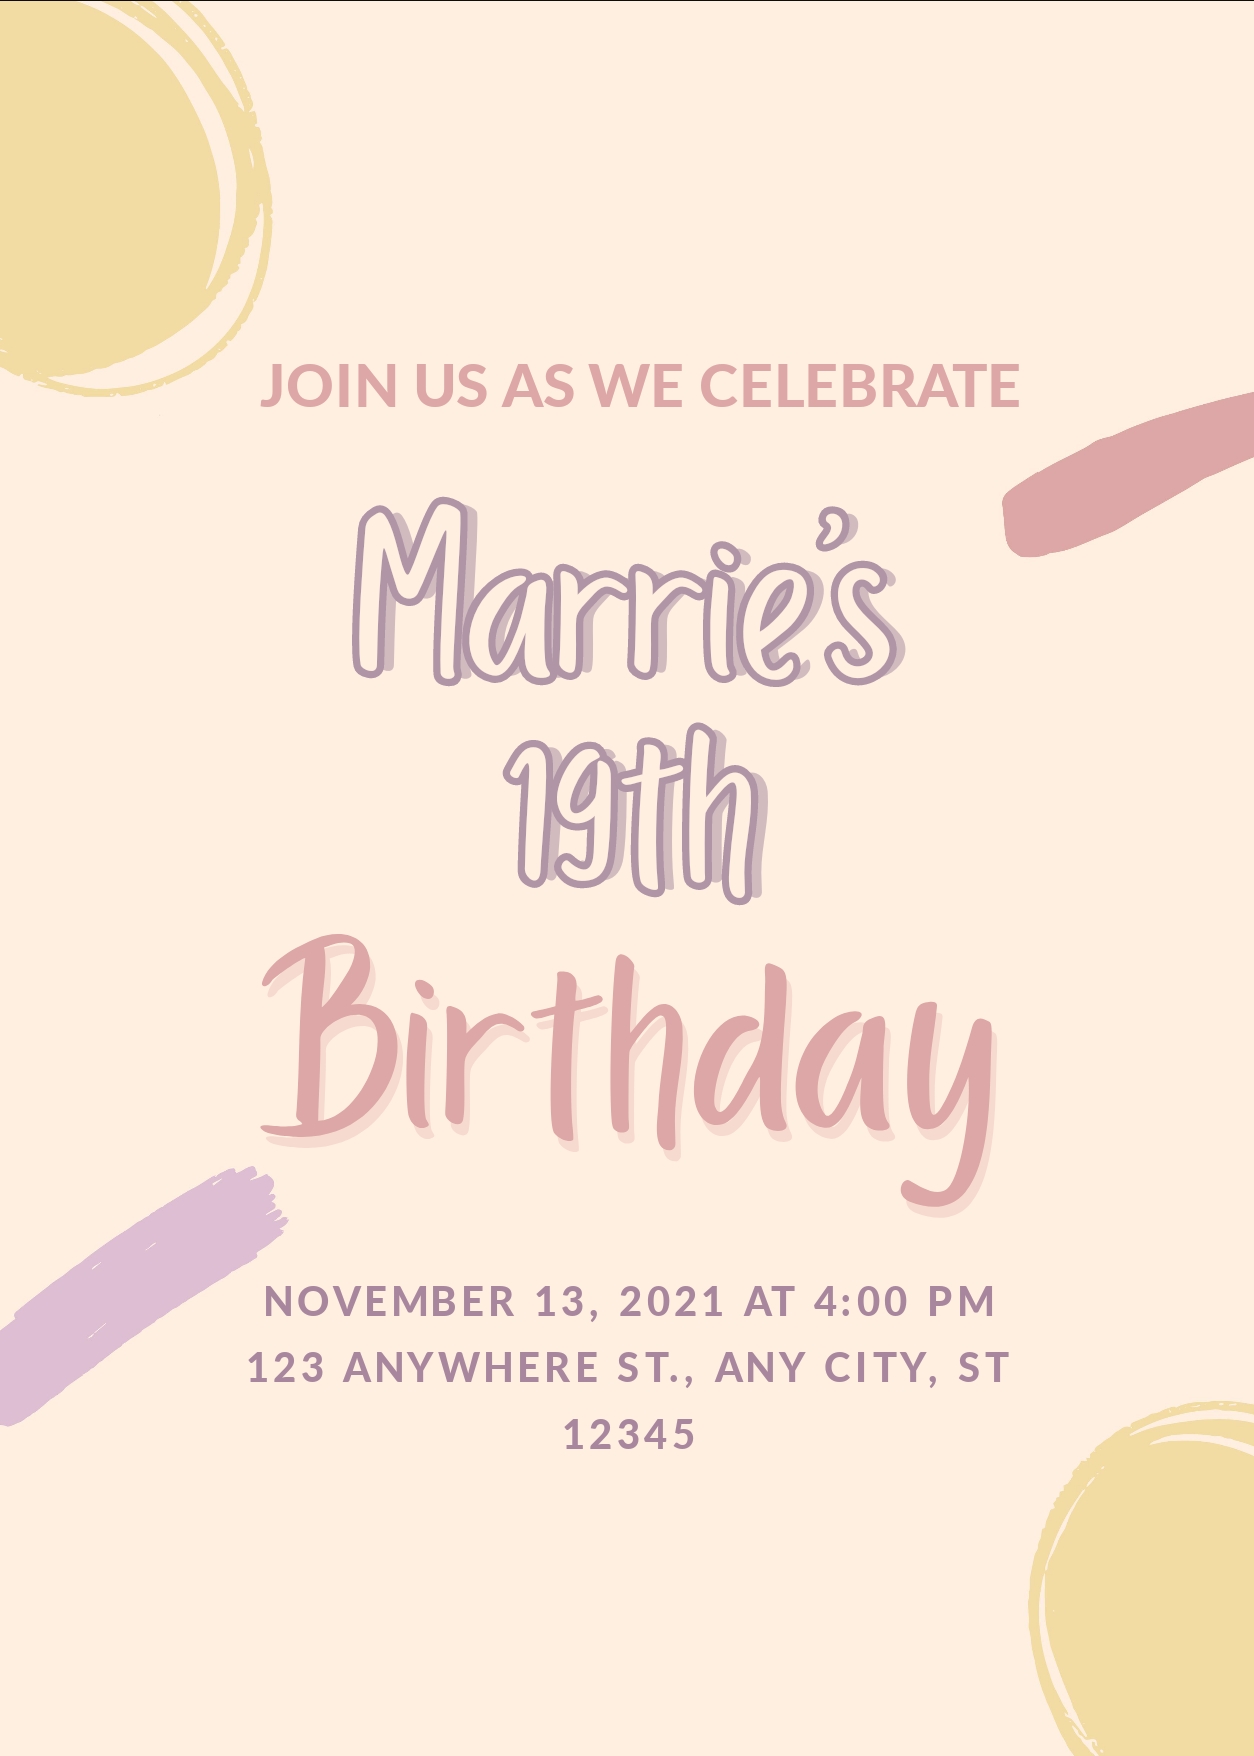 JOIN US AS WE CELEBRATE
Marrie's
19th
Birthday
NOVEMBER 13, 2021 AT 4:00 PM
123 ANYWHERE ST., ANY CITY, ST
12345